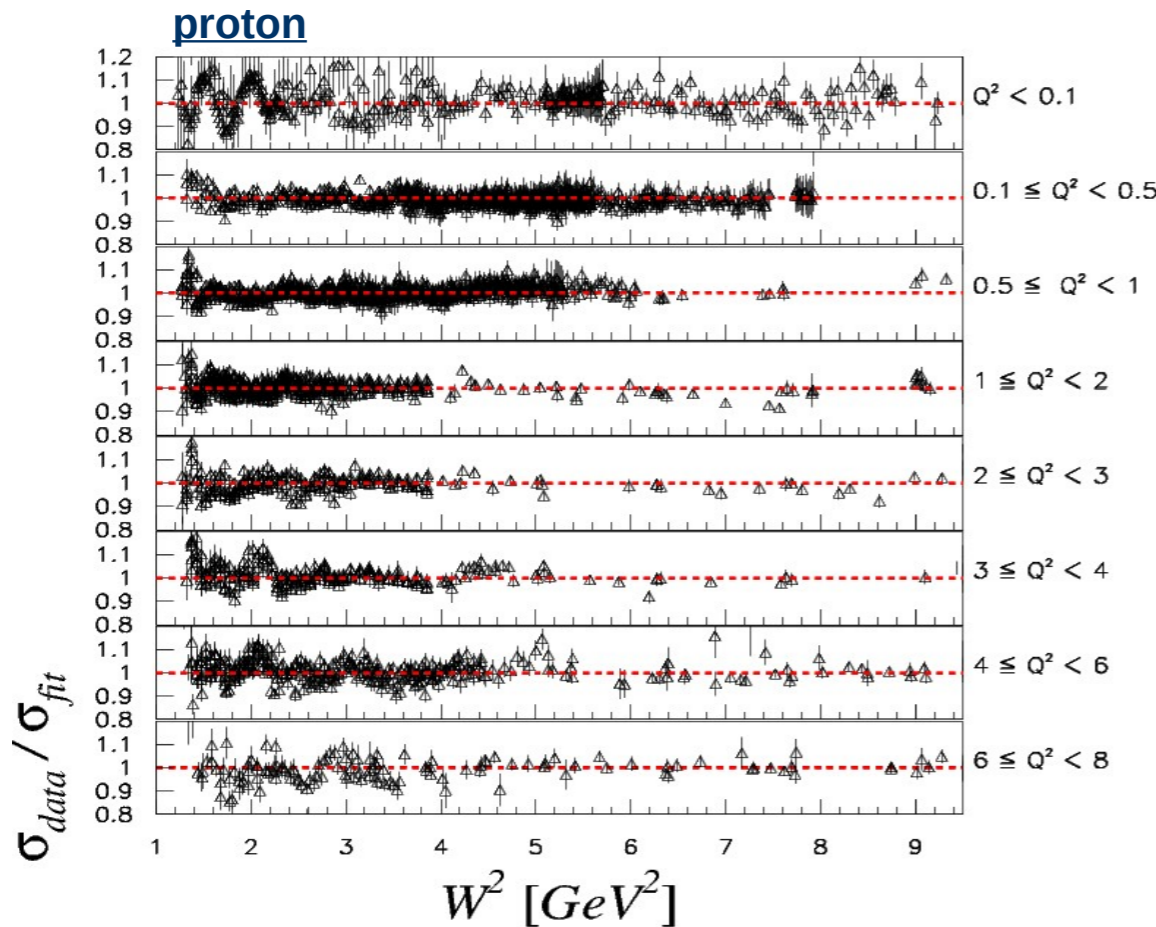 proton
1.2
1.1
1
0.9
0.8
Q² < 0.1
1.1
1
0.9
0.8
0.1 ≦ Q² < 0.5
1.1
1
0.9
0.8
0.5 ≦ Q² < 1
1.1
1
0.9
0.8
1 ≦ Q² < 2
1.1
1
0.9
0.8
2 ≦ Q² < 3
1.1
1
0.9
0.8
3 ≦ Q² < 4
1.1
1
0.9
0.8
4 ≦ Q² < 6
1.1
1
0.9
0.8
6 ≦ Q² < 8
σdata / σfit
1 2 3 4 5 6 7 8 9
W² [GeV²]